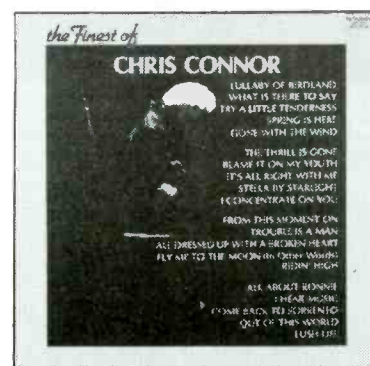 the Finest of
CHRIS CONNOR
LULLABY OF BIRDLAND
WHAT IS THERE TO SAY
TRY A LITTLE TENDERNESS
SPRING IS HERE
GONE WITH THE WIND
THE THRILL IS GONE
BLAME IT ON MY YOUTH
IT'S ALL RIGHT WITH ME
STELLA BY STARLIGHT
I CONCENTRATE ON YOU
FROM THIS MOMENT ON
TROUBLE IS A MAN
ALL DRESSED UP WITH A BROKEN HEART
FLY ME TO THE MOON (In Other Words)
RIDIN' HIGH
ALL ABOUT RONNIE
I HEAR MUSIC
COME BACK TO SORRENTO
OUT OF THIS WORLD
LUSH LIFE